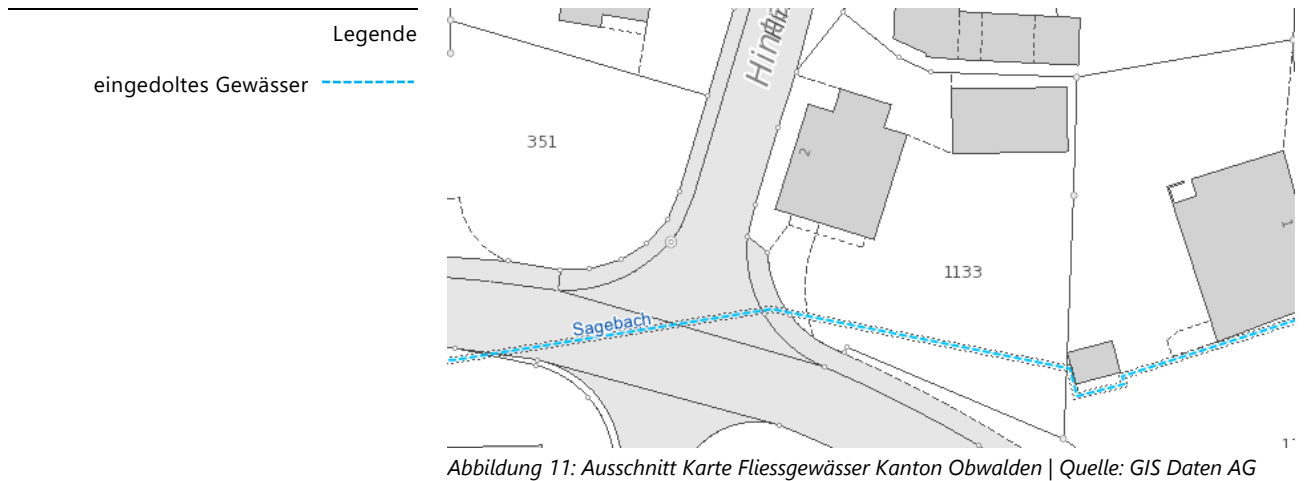 Legende
eingedoltes Gewässer
351
2
1
1133
Sagebach
Abbildung 11: Ausschnitt Karte Fliessgewässer Kanton Obwalden | Quelle: GIS Daten AG